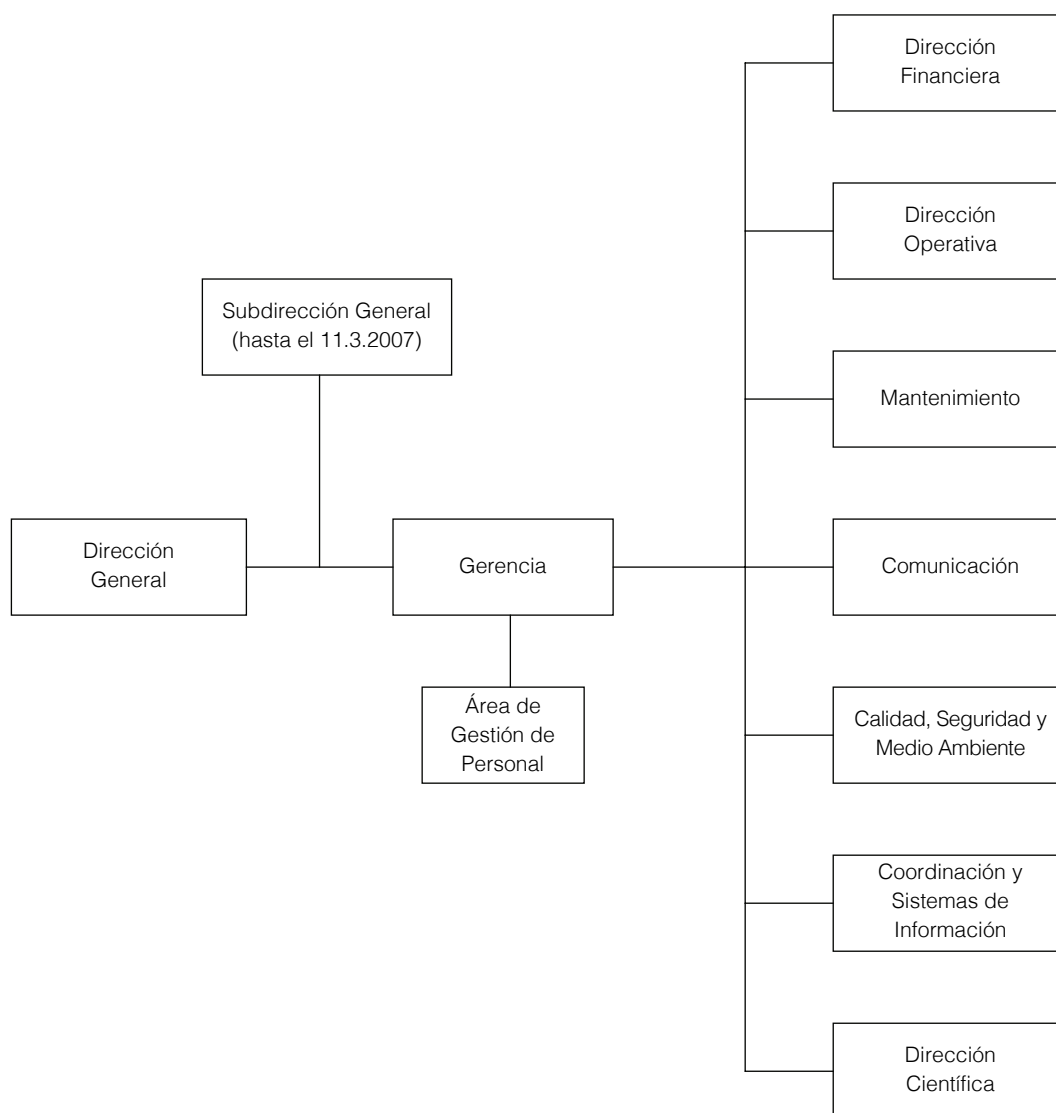 Dirección
Financiera
Dirección
Operativa
Subdirección General
(hasta el 11.3.2007)
Mantenimiento
Dirección
General
Gerencia
Comunicación
Área de
Gestión de
Personal
Calidad, Seguridad y
Medio Ambiente
Coordinación y
Sistemas de
Información
Dirección
Científica